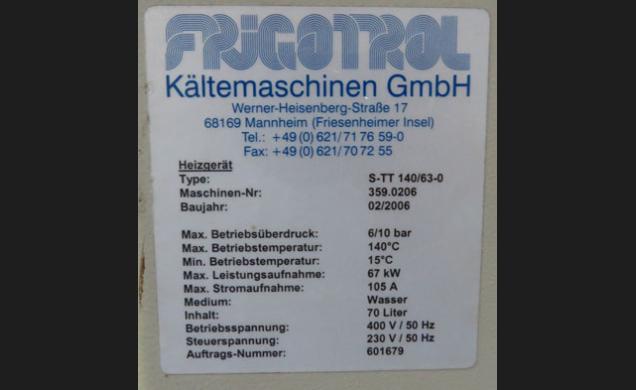 FRIGOTROL
Kältemaschinen GmbH
Werner-Heisenberg-Straße 17
68169 Mannheim (Friesenheimer Insel)
Tel.: +49 (0) 621/71 76 59-0
Fax: +49 (0) 621/70 72 55
Heizgerät
Type: S-TT 140/63-0
Maschinen-Nr: 359.0206
Baujahr: 02/2006
Max. Betriebsüberdruck: 6/10 bar
Max. Betriebstemperatur: 140°C
Min. Betriebstemperatur: 15°C
Max. Leistungsaufnahme: 67 kW
Max. Stromaufnahme: 105 A
Medium: Wasser
Inhalt: 70 Liter
Betriebsspannung: 400 V / 50 Hz
Steuerspannung: 230 V / 50 Hz
Auftrags-Nummer: 601679